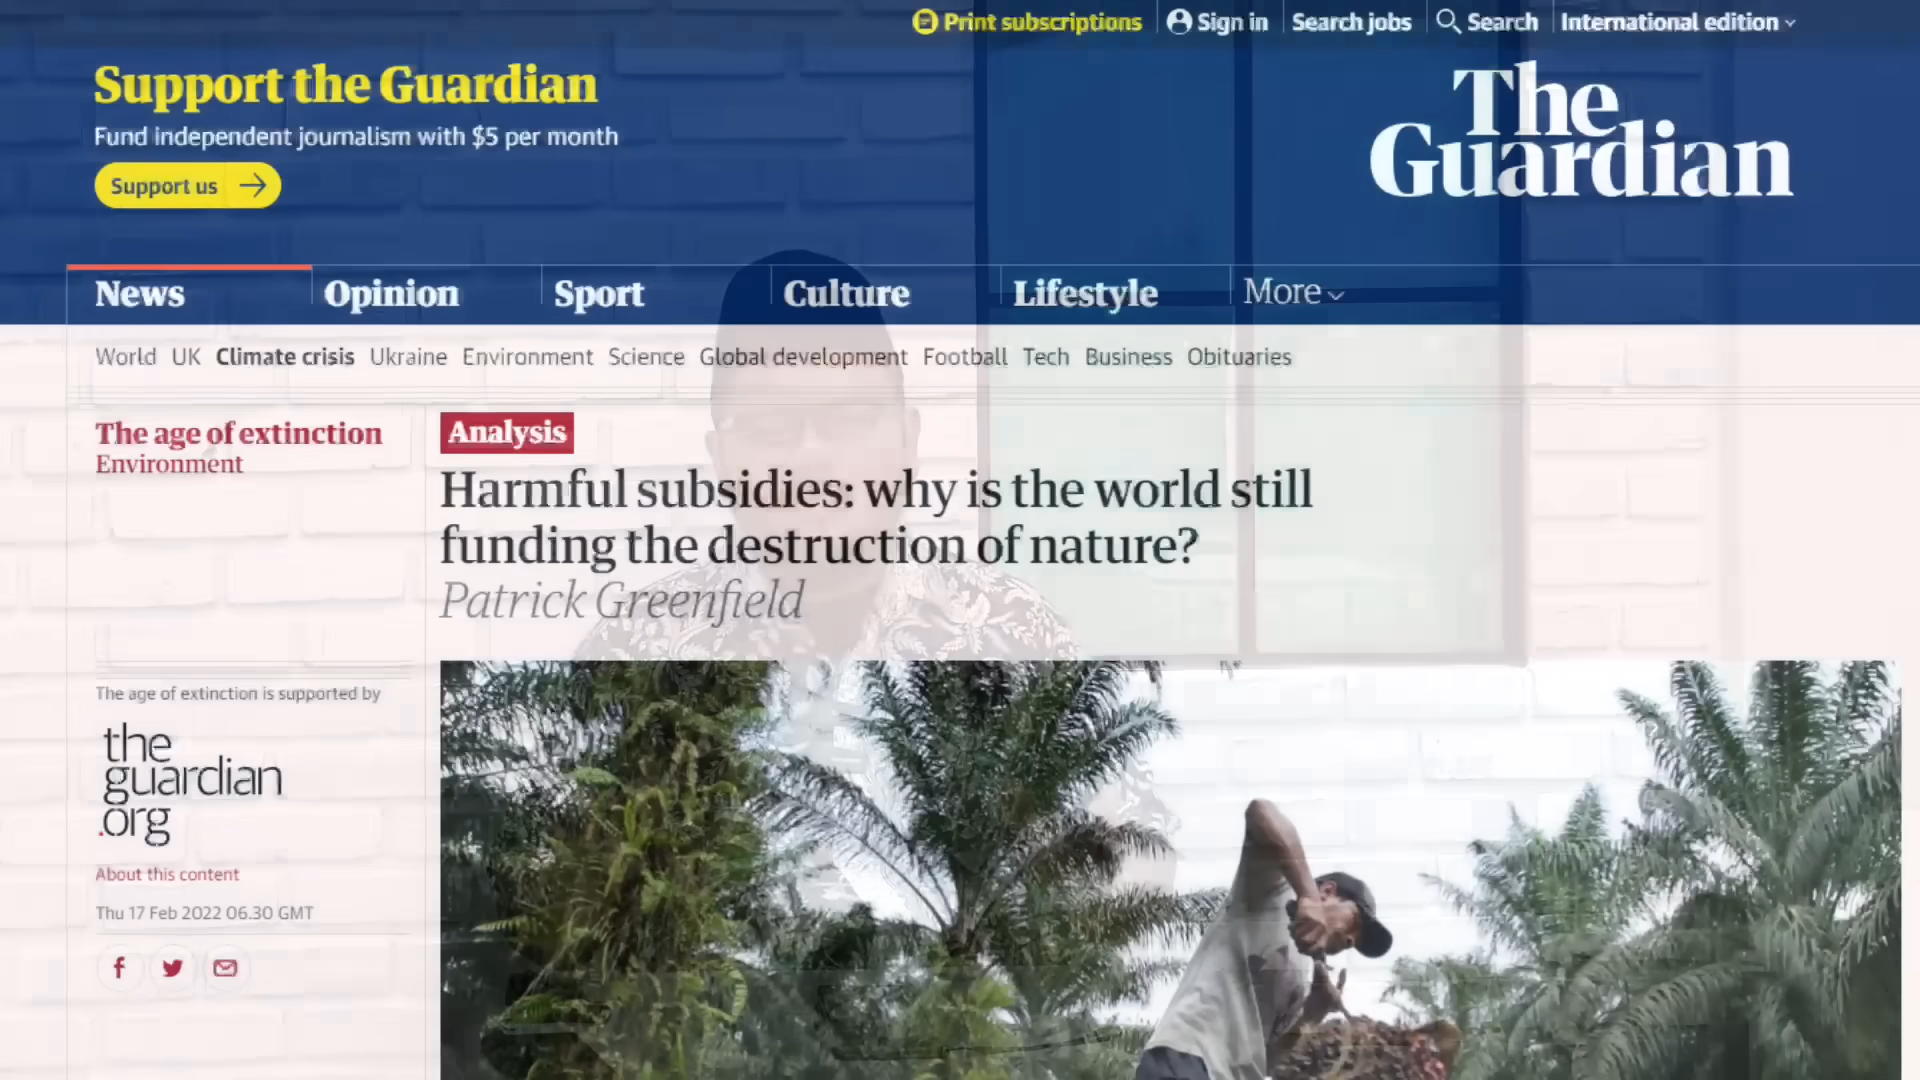 Print subscriptions
Sign in
Search jobs
Search
International edition
Support the Guardian
Fund independent journalism with $5 per month
Support us
The
Guardian
News
Opinion
Sport
Culture
Lifestyle
More
World UK Climate crisis Ukraine Environment Science Global development Football Tech Business Obituaries
The age of extinction
Environment
Analysis
Harmful subsidies: why is the world still
funding the destruction of nature?
Patrick Greenfield
The age of extinction is supported by
the
guardian
.org
About this content
Thu 17 Feb 2022 06.30 GMT